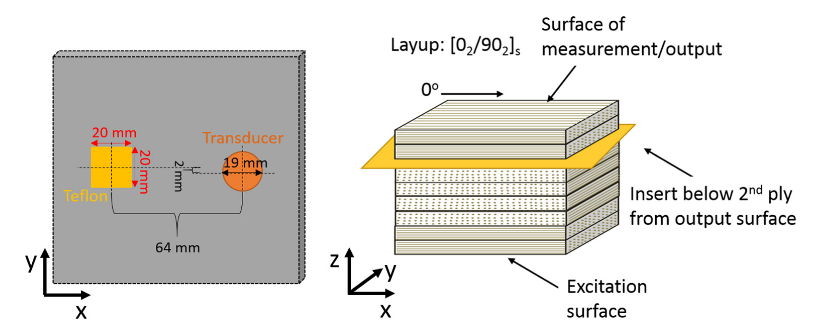 20 mm
20 mm
Teflon
2 mm
Transducer
19 mm
64 mm
y
x
Layup: [0₂/90₂]ₛ
Surface of
measurement/output
0°
Insert below 2ⁿᵈ ply
from output surface
Excitation
surface
z
y
x